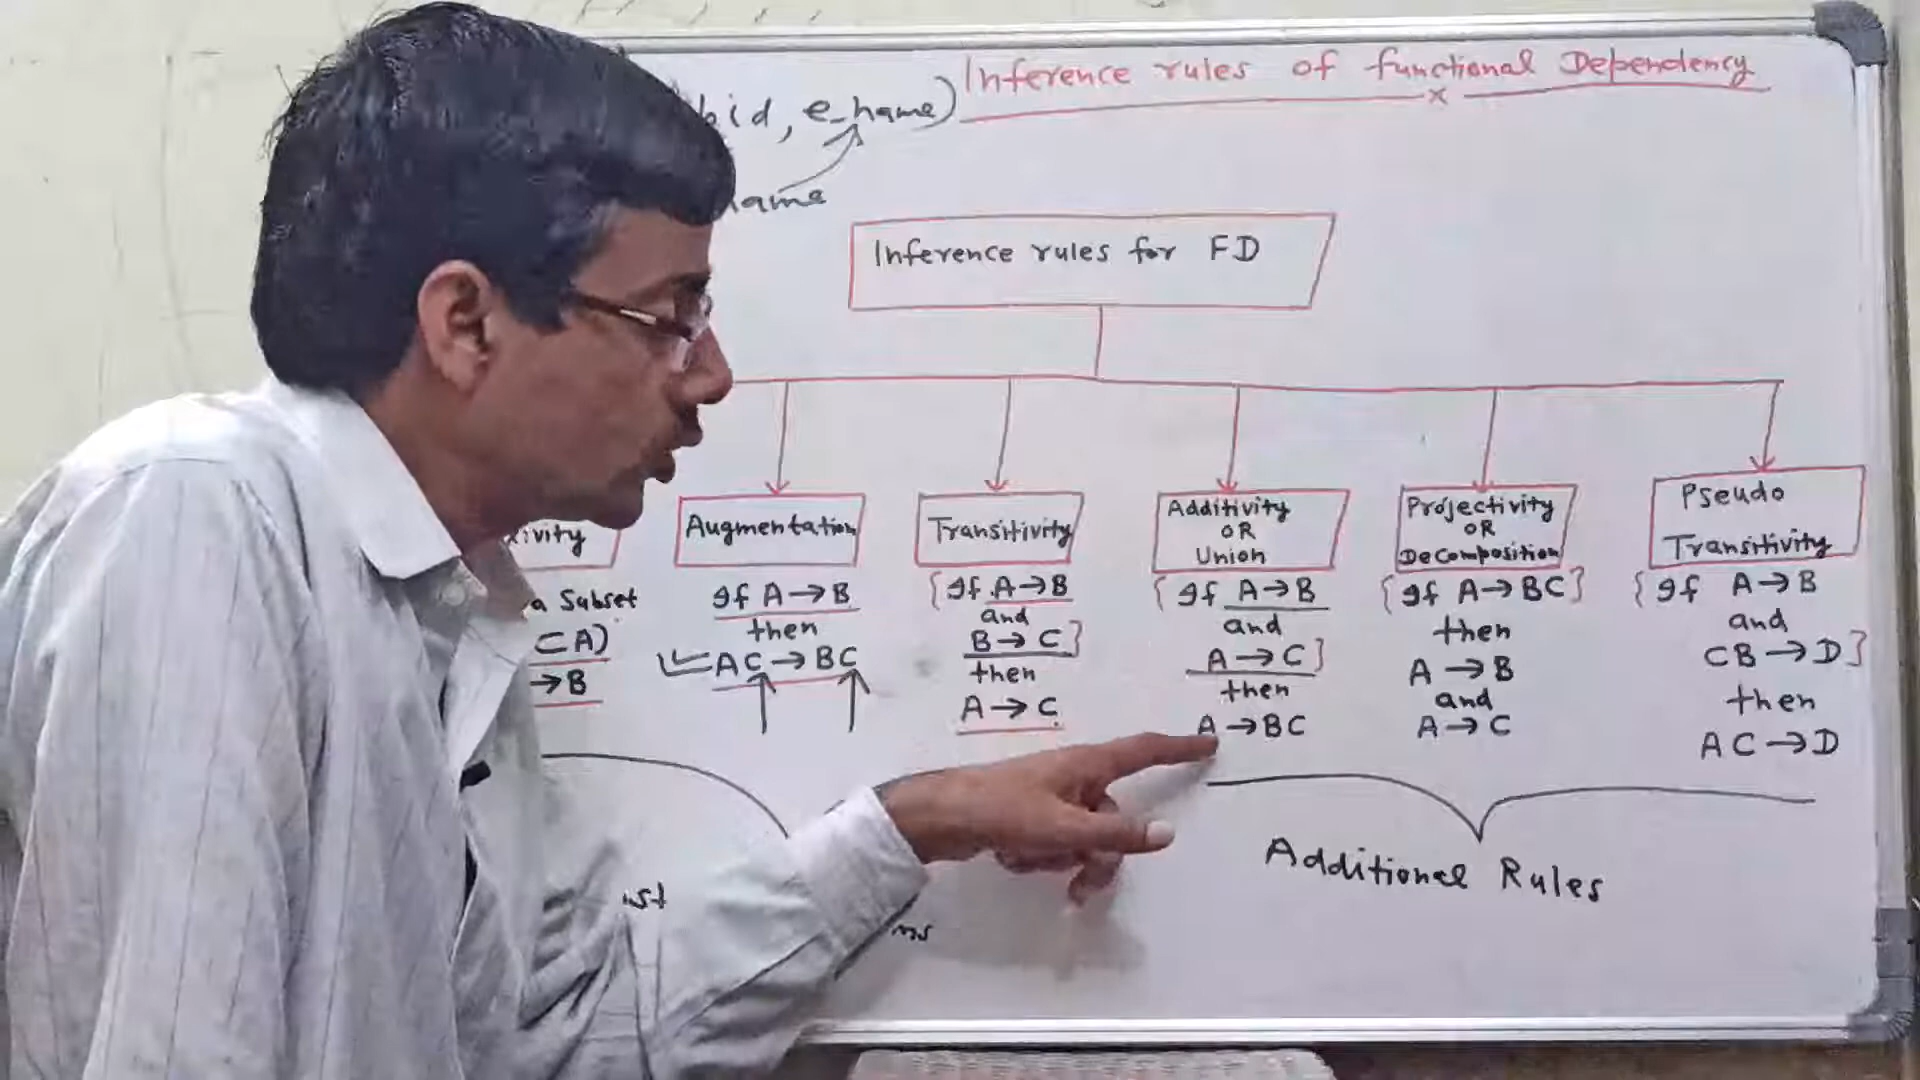 Inference rules of functional Dependency
id, e_name)
name
Inference rules for FD
xivity
a Subset
⊂ A)
→B
Augmentation
If A→B
then
AC→BC
Transitivity
{If A→B
and
B→C}
then
A→C
Additivity
OR
Union
{If A→B
and
A→C}
then
A→BC
Projectivity
OR
DeComposition
{If A→BC}
then
A→B
and
A→C
Pseudo
Transitivity
{If A→B
and
CB→D}
then
AC→D
Additional Rules